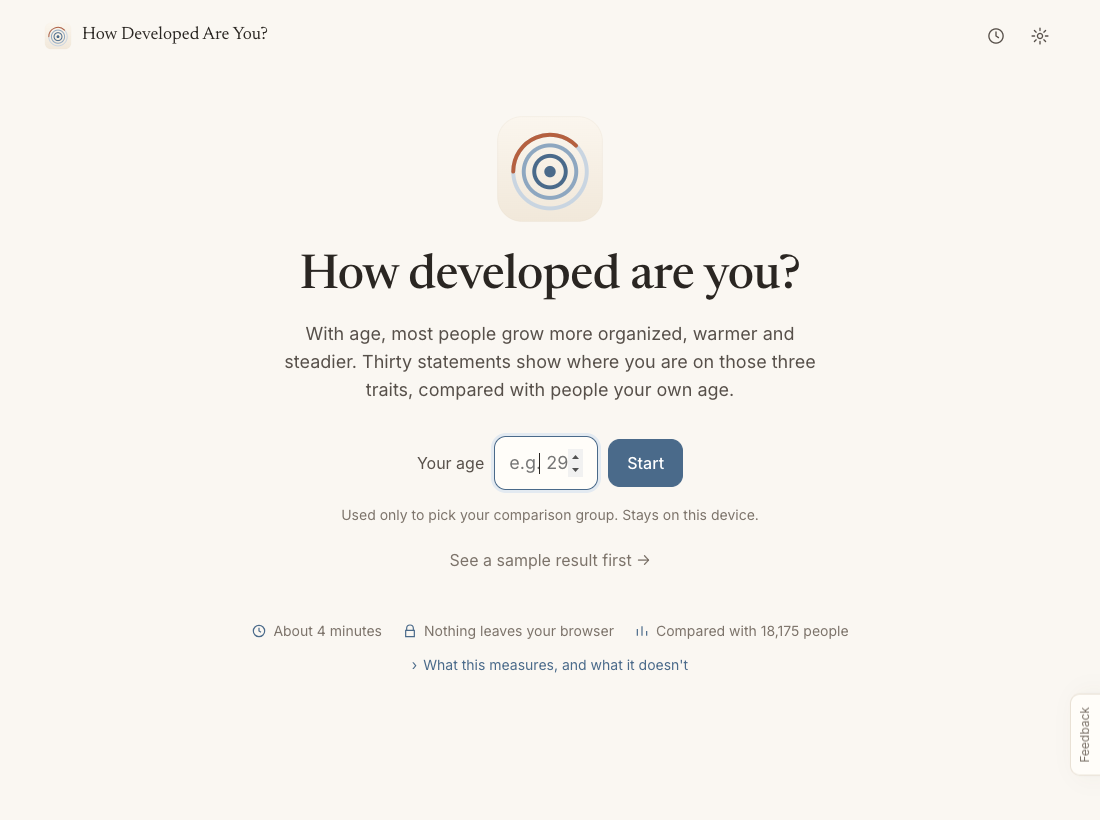 How Developed Are You?
How developed are you?
With age, most people grow more organized, warmer and
steadier. Thirty statements show where you are on those three
traits, compared with people your own age.
Your age e.g. 29 Start
Used only to pick your comparison group. Stays on this device.
See a sample result first →
About 4 minutes Nothing leaves your browser Compared with 18,175 people
› What this measures, and what it doesn't
Feedback